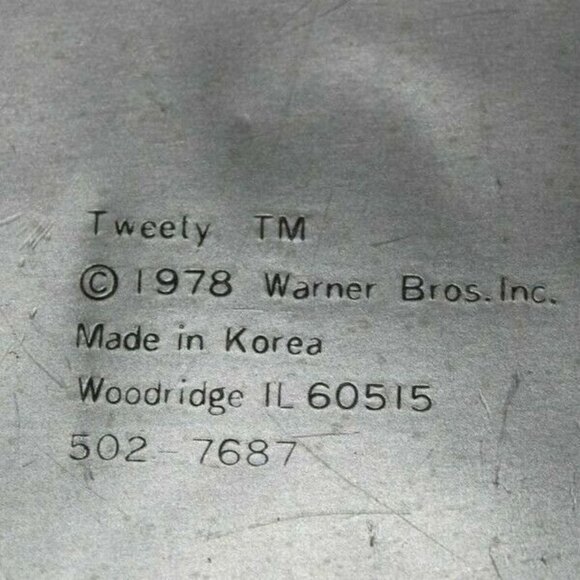 Tweety TM
© 1978 Warner Bros. Inc.
Made in Korea
Woodridge IL 60515
502-7687